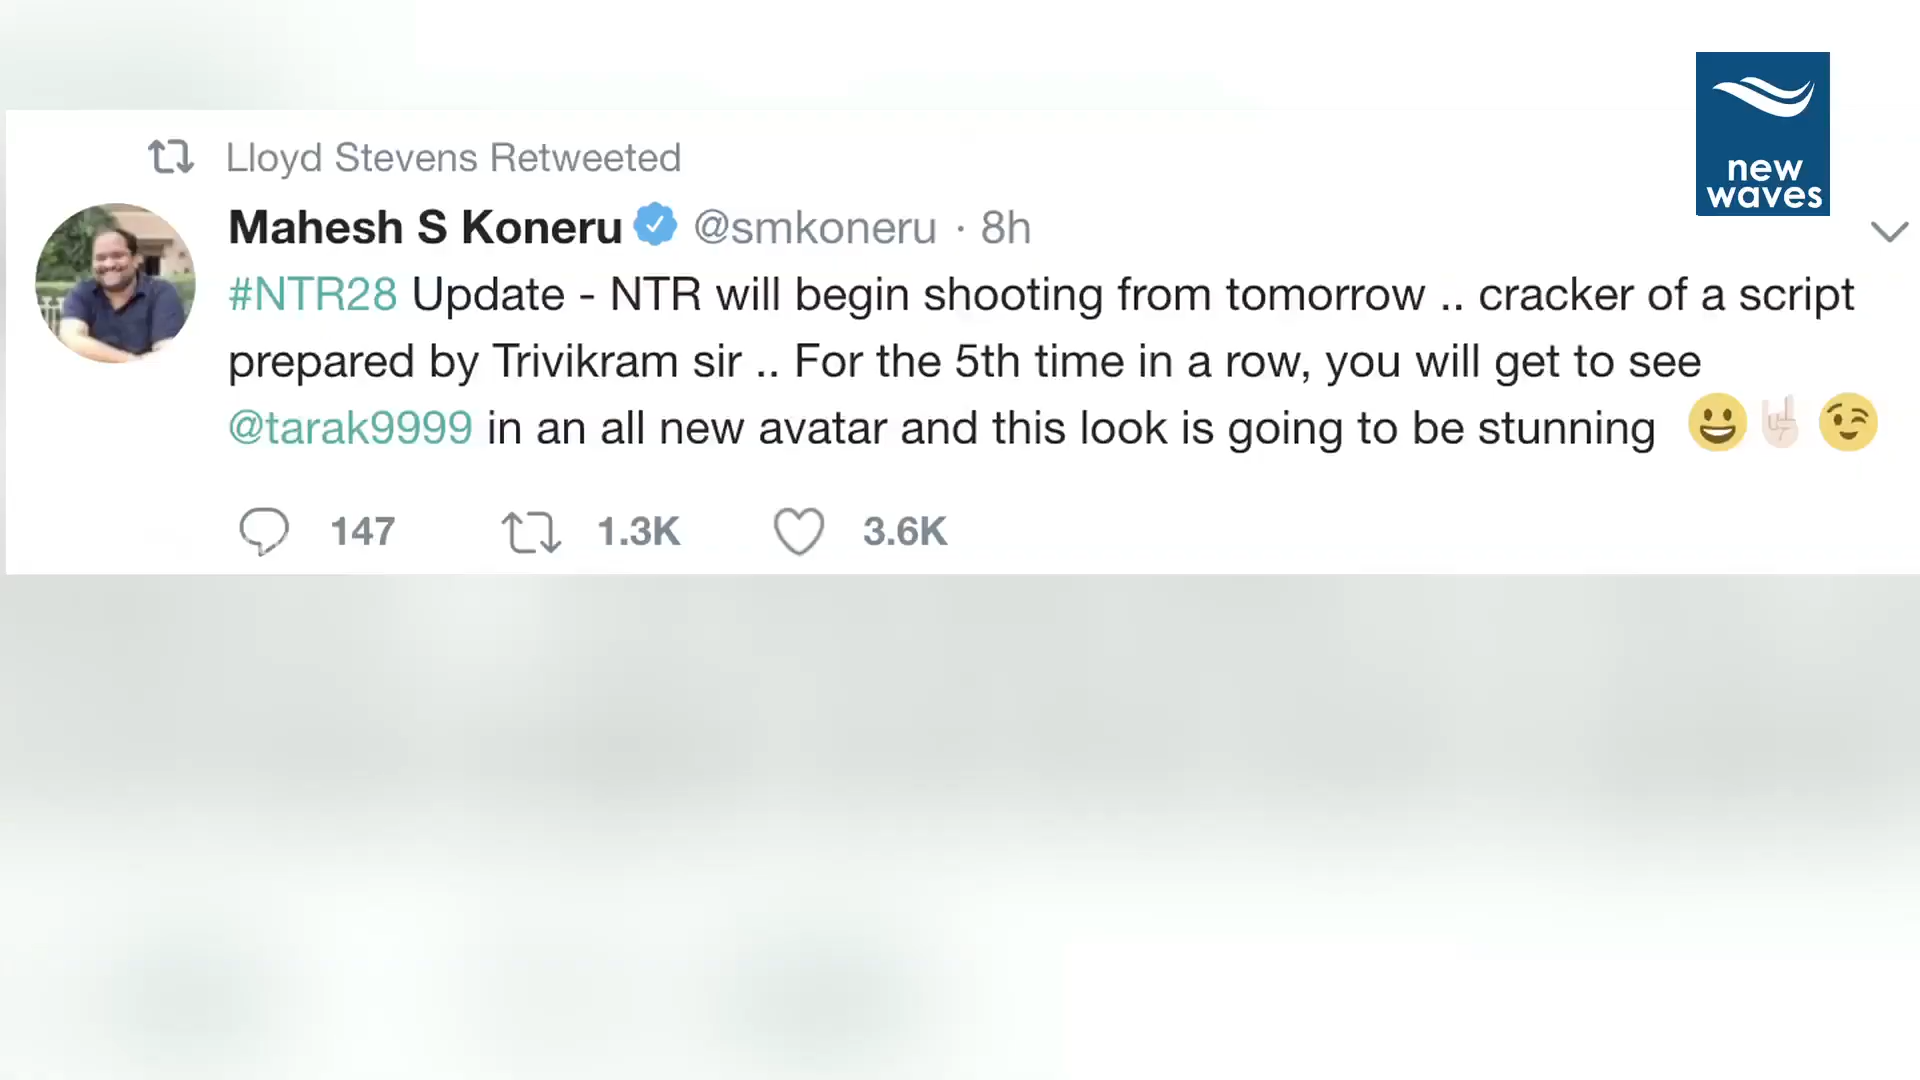 Lloyd Stevens Retweeted
Mahesh S Koneru @smkoneru · 8h
#NTR28 Update - NTR will begin shooting from tomorrow .. cracker of a script
prepared by Trivikram sir .. For the 5th time in a row, you will get to see
@tarak9999 in an all new avatar and this look is going to be stunning 😀🤘🏻😉
147 1.3K 3.6K
new
waves